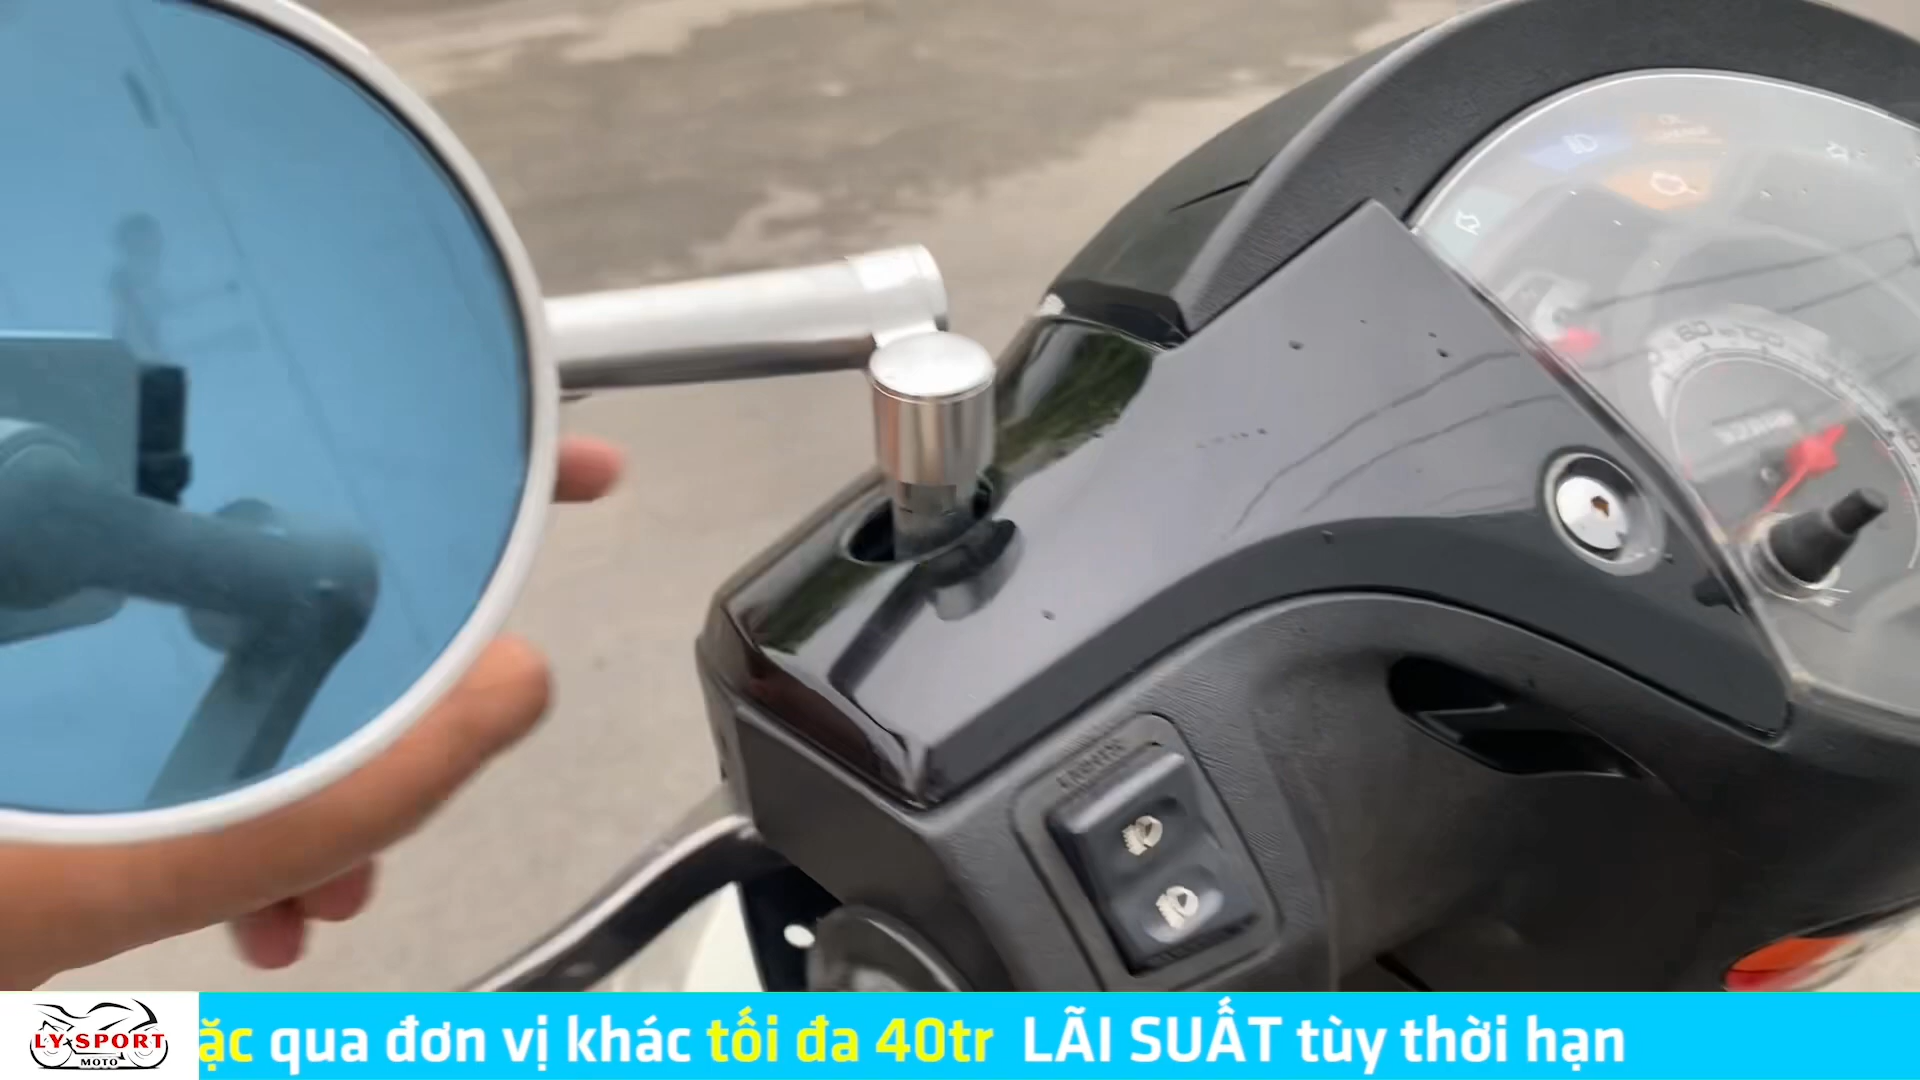 LY SPORT
MOTO
ặc qua đơn vị khác tối đa 40tr LÃI SUẤT tùy thời hạn